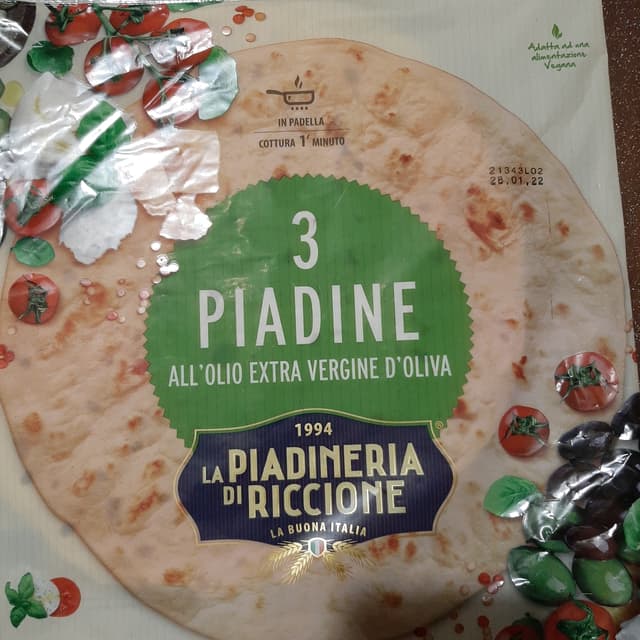 Adatta ad una
alimentazione
Vegana
IN PADELLA
COTTURA 1' MINUTO
21343L02
28.01.22
3
PIADINE
ALL'OLIO EXTRA VERGINE D'OLIVA
1994
LA PIADINERIA
DI RICCIONE
®
LA BUONA ITALIA